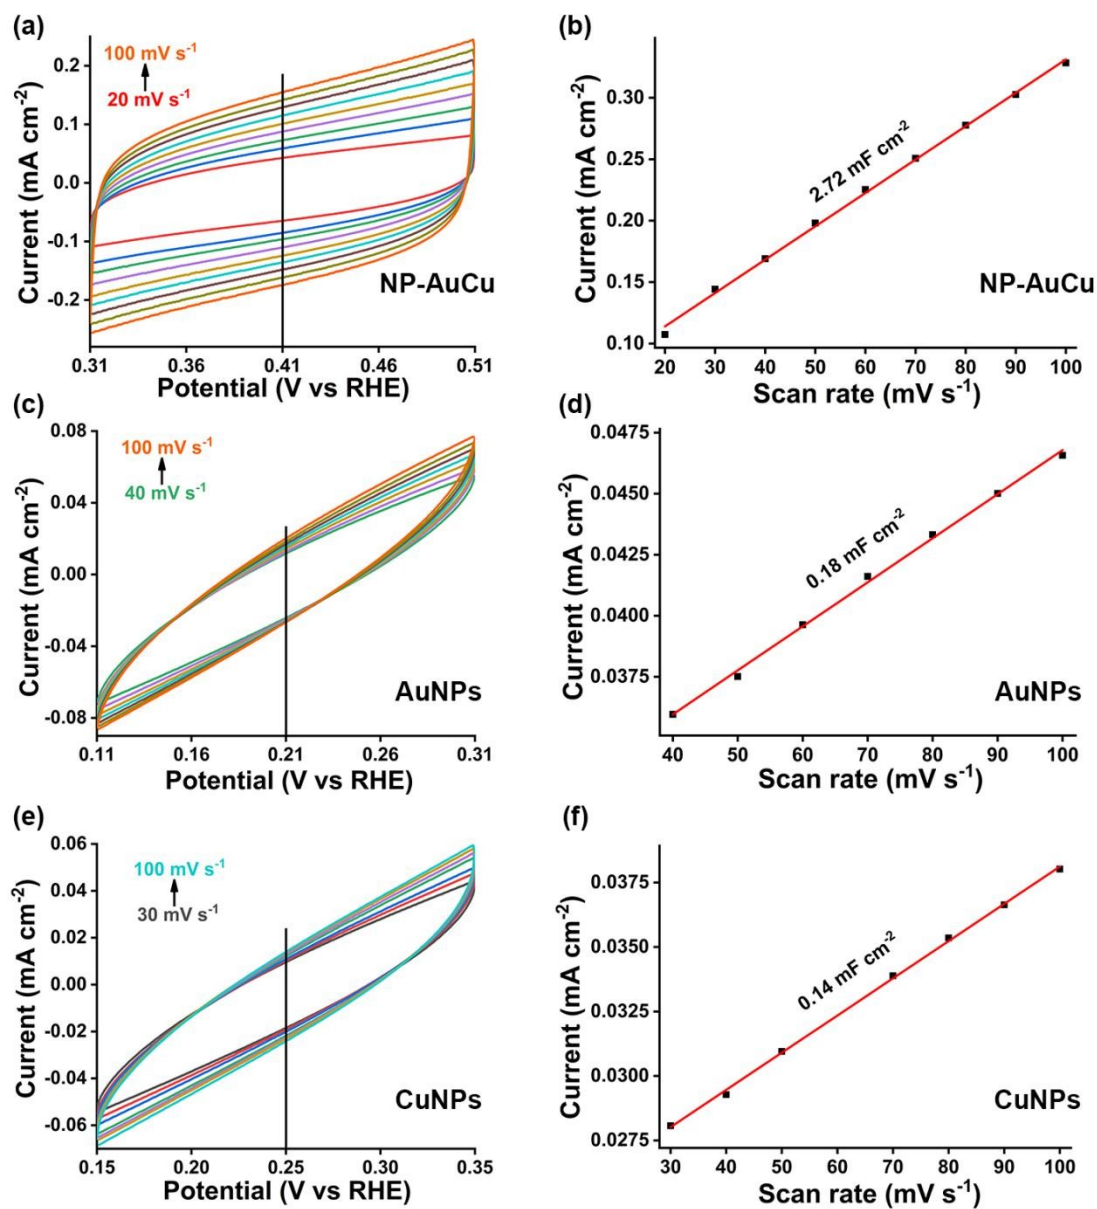 (a)
100 mV s⁻¹
20 mV s⁻¹
0.2
0.1
0.0
-0.1
-0.2
Current (mA cm⁻²)
0.31 0.36 0.41 0.46 0.51
Potential (V vs RHE)
NP-AuCu
(b)
0.30
0.25
0.20
0.15
0.10
Current (mA cm⁻²)
2.72 mF cm⁻²
20 30 40 50 60 70 80 90 100
Scan rate (mV s⁻¹)
NP-AuCu
(c)
100 mV s⁻¹
40 mV s⁻¹
0.08
0.04
0.00
-0.04
-0.08
Current (mA cm⁻²)
0.11 0.16 0.21 0.26 0.31
Potential (V vs RHE)
AuNPs
(d)
0.0475
0.0450
0.0425
0.0400
0.0375
Current (mA cm⁻²)
0.18 mF cm⁻²
40 50 60 70 80 90 100
Scan rate (mV s⁻¹)
AuNPs
(e)
100 mV s⁻¹
30 mV s⁻¹
0.06
0.04
0.02
0.00
-0.02
-0.04
-0.06
Current (mA cm⁻²)
0.15 0.20 0.25 0.30 0.35
Potential (V vs RHE)
CuNPs
(f)
0.0375
0.0350
0.0325
0.0300
0.0275
Current (mA cm⁻²)
0.14 mF cm⁻²
30 40 50 60 70 80 90 100
Scan rate (mV s⁻¹)
CuNPs